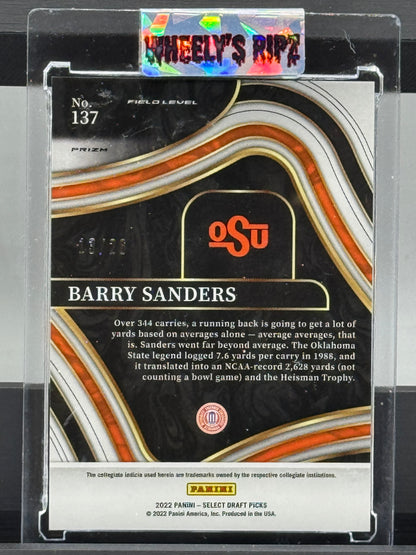 WHEELY'S RIPZ
No.
137
FIELD LEVEL
PRIZM
OSU
BARRY SANDERS
Over 344 carries, a running back is going to get a lot of
yards based on averages alone — average averages, that
is. Sanders went far beyond average. The Oklahoma
State legend logged 7.6 yards per carry in 1988, and
it translated into an NCAA-record 2,628 yards (not
counting a bowl game) and the Heisman Trophy.
The collegiate indicia used herein are trademarks owned by the respective collegiate institutions.
PANINI
2022 PANINI – SELECT DRAFT PICKS
© 2022 Panini America, Inc. Produced in the USA.